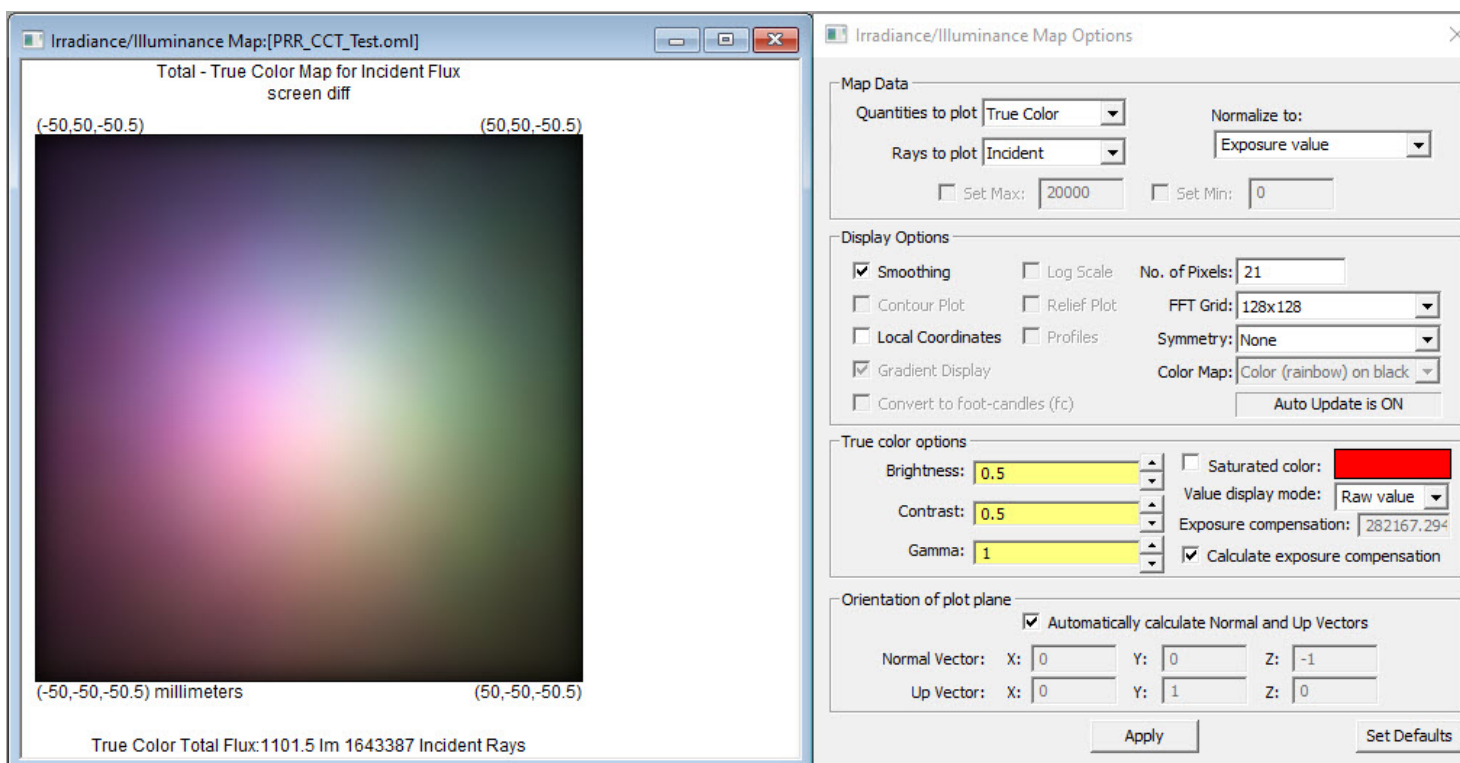 Irradiance/Illuminance Map:[PRR_CCT_Test.oml]
Total - True Color Map for Incident Flux
screen diff
(-50,50,-50.5) (50,50,-50.5)
(-50,-50,-50.5) millimeters (50,-50,-50.5)
True Color Total Flux:1101.5 lm 1643387 Incident Rays
Irradiance/Illuminance Map Options
Map Data
Quantities to plot True Color Normalize to:
Rays to plot Incident Exposure value
Set Max: 20000 Set Min: 0
Display Options
Smoothing Log Scale No. of Pixels: 21
Contour Plot Relief Plot FFT Grid: 128x128
Local Coordinates Profiles Symmetry: None
Gradient Display Color Map: Color (rainbow) on black
Convert to foot-candles (fc) Auto Update is ON
True color options
Brightness: 0.5 Saturated color:
Value display mode: Raw value
Contrast: 0.5 Exposure compensation: 282167.294
Gamma: 1 Calculate exposure compensation
Orientation of plot plane
Automatically calculate Normal and Up Vectors
Normal Vector: X: 0 Y: 0 Z: -1
Up Vector: X: 0 Y: 1 Z: 0
Apply Set Defaults